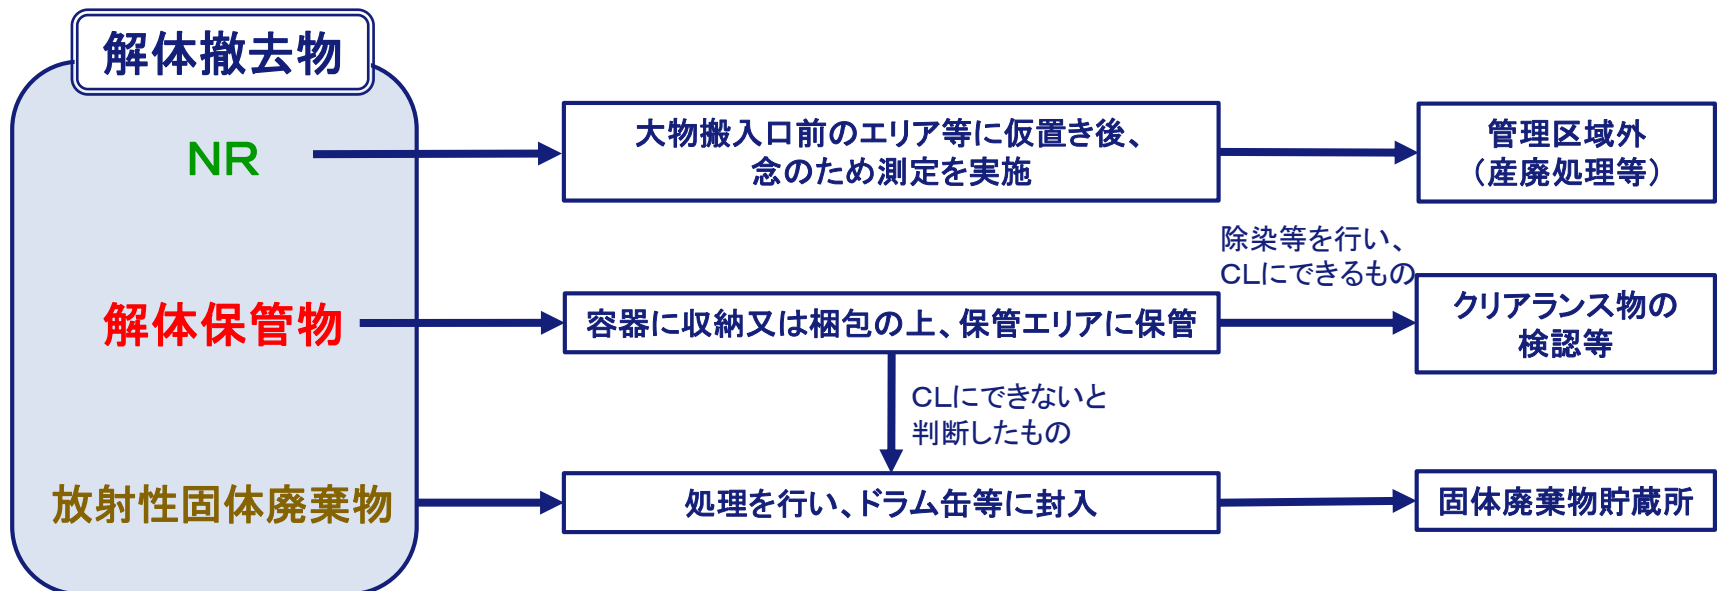 解体撤去物
NR
大物搬入口前のエリア等に仮置き後、
念のため測定を実施
管理区域外
（産廃処理等）
除染等を行い、
CLにできるもの
解体保管物
容器に収納又は梱包の上、保管エリアに保管
クリアランス物の
検認等
CLにできないと
判断したもの
放射性固体廃棄物
処理を行い、ドラム缶等に封入
固体廃棄物貯蔵所